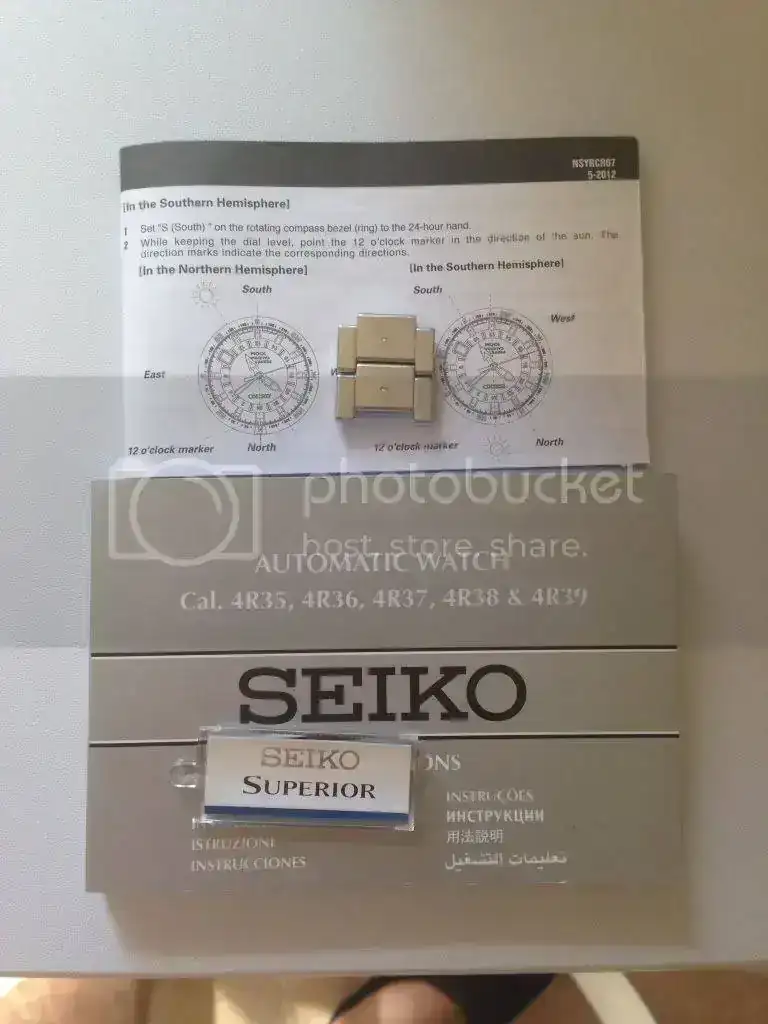 NSYRCR07
5-2012
[In the Southern Hemisphere]
1 Set "S (South) " on the rotating compass bezel (ring) to the 24-hour hand.
2 While keeping the dial level, point the 12 o'clock marker in the direction of the sun. The
direction marks indicate the corresponding directions.
[In the Northern Hemisphere] [In the Southern Hemisphere]
South South
West
East W
12 o'clock marker North 12 o'clock marker North
photobucket
host. store. share.
AUTOMATIC WATCH
Cal. 4R35, 4R36, 4R37, 4R38 & 4R39
SEIKO
ONS
SEIKO
SUPERIOR
INSTRUÇÕES
ИНСТРУКЦИИ
ISTRUZIONI
用法説明
INSTRUCCIONES
تعليمات التشغيل